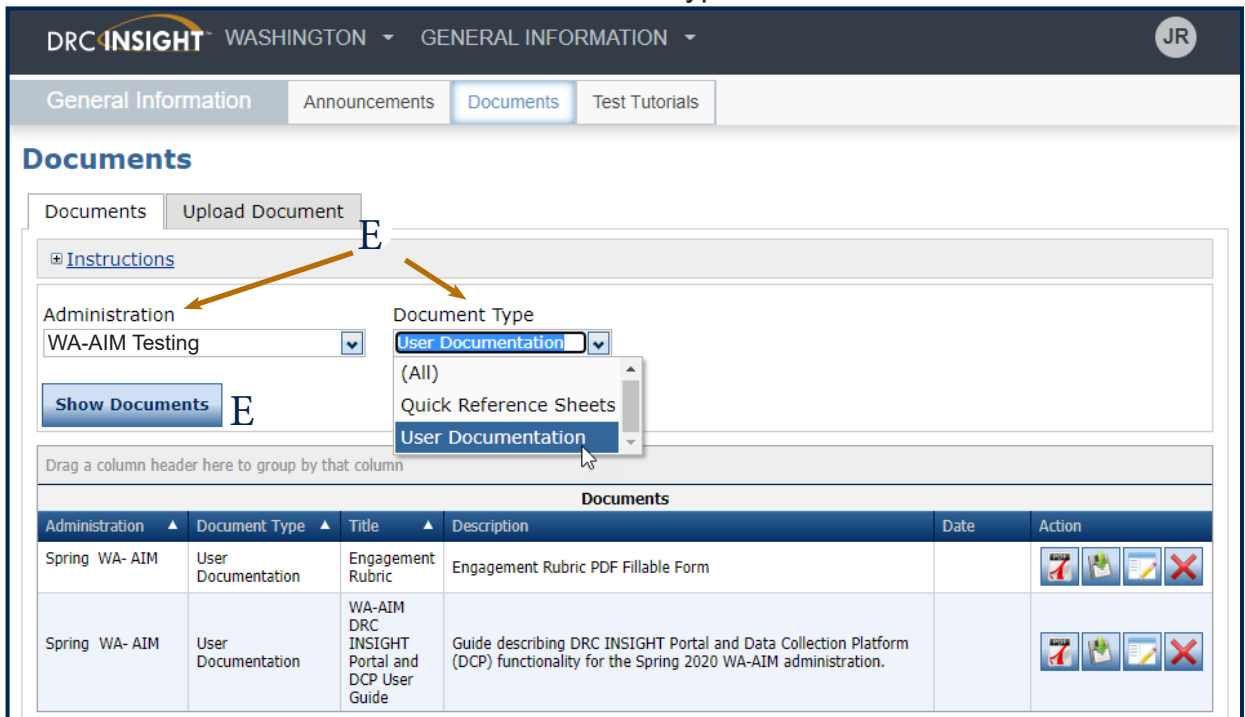 DRC INSIGHT WASHINGTON GENERAL INFORMATION JR
General Information Announcements Documents Test Tutorials
Documents
Documents Upload Document
E
Instructions
Administration Document Type
WA-AIM Testing User Documentation
(All)
Show Documents E Quick Reference Sheets
User Documentation
Drag a column header here to group by that column
Documents
Administration Document Type Title Description Date Action
Spring WA- AIM User Documentation Engagement Rubric Engagement Rubric PDF Fillable Form
Spring WA- AIM User Documentation WA-AIM DRC INSIGHT Portal and DCP User Guide Guide describing DRC INSIGHT Portal and Data Collection Platform (DCP) functionality for the Spring 2020 WA-AIM administration.